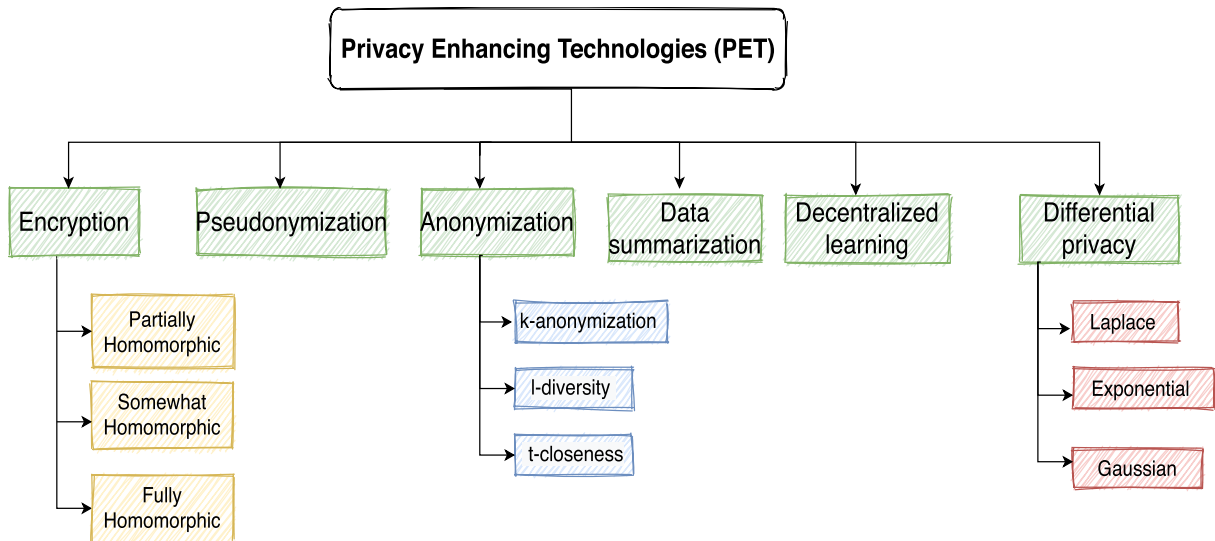 Privacy Enhancing Technologies (PET)
Encryption
Pseudonymization
Anonymization
Data
summarization
Decentralized
learning
Differential
privacy
Partially
Homomorphic
Somewhat
Homomorphic
Fully
Homomorphic
k-anonymization
l-diversity
t-closeness
Laplace
Exponential
Gaussian